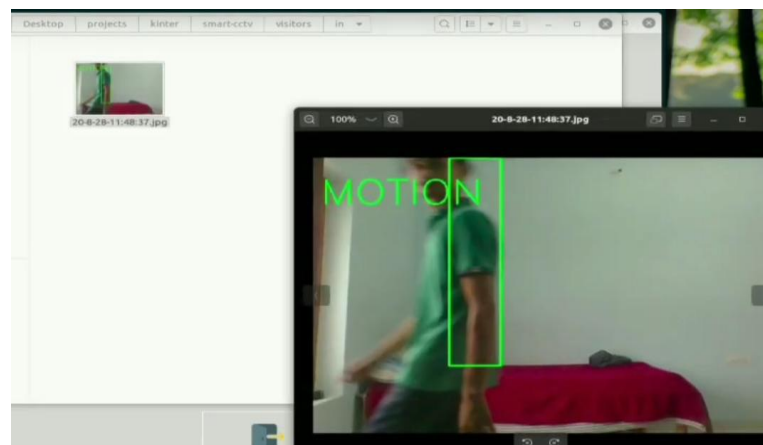 Desktop projects kinter smart-cctv visitors in
20-8-28-11:48:37.jpg
100% 20-8-28-11:48:37.jpg
MOTION